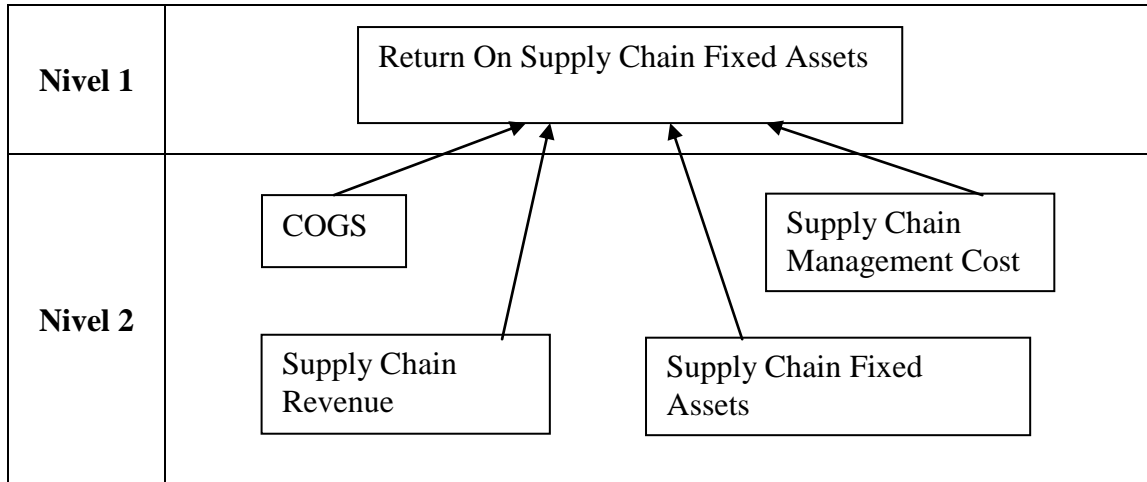 Nivel 1
Return On Supply Chain Fixed Assets
Nivel 2
COGS
Supply Chain
Management Cost
Supply Chain
Revenue
Supply Chain Fixed
Assets